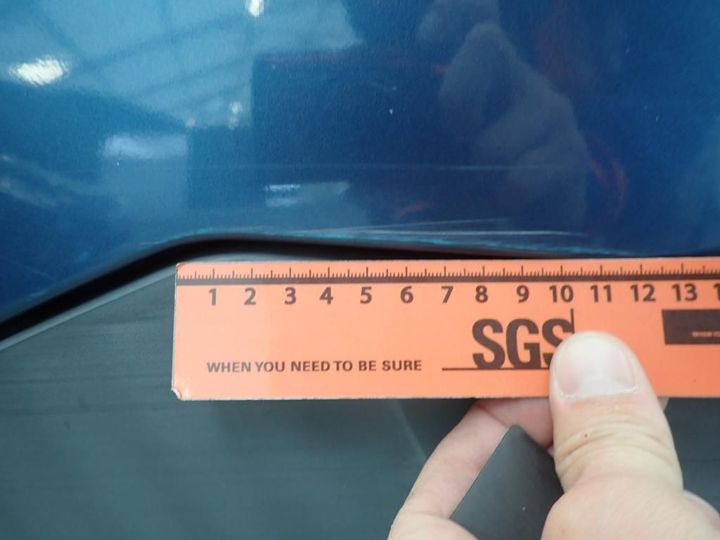 1 2 3 4 5 6 7 8 9 10 11 12 13
SGS
WHEN YOU NEED TO BE SURE